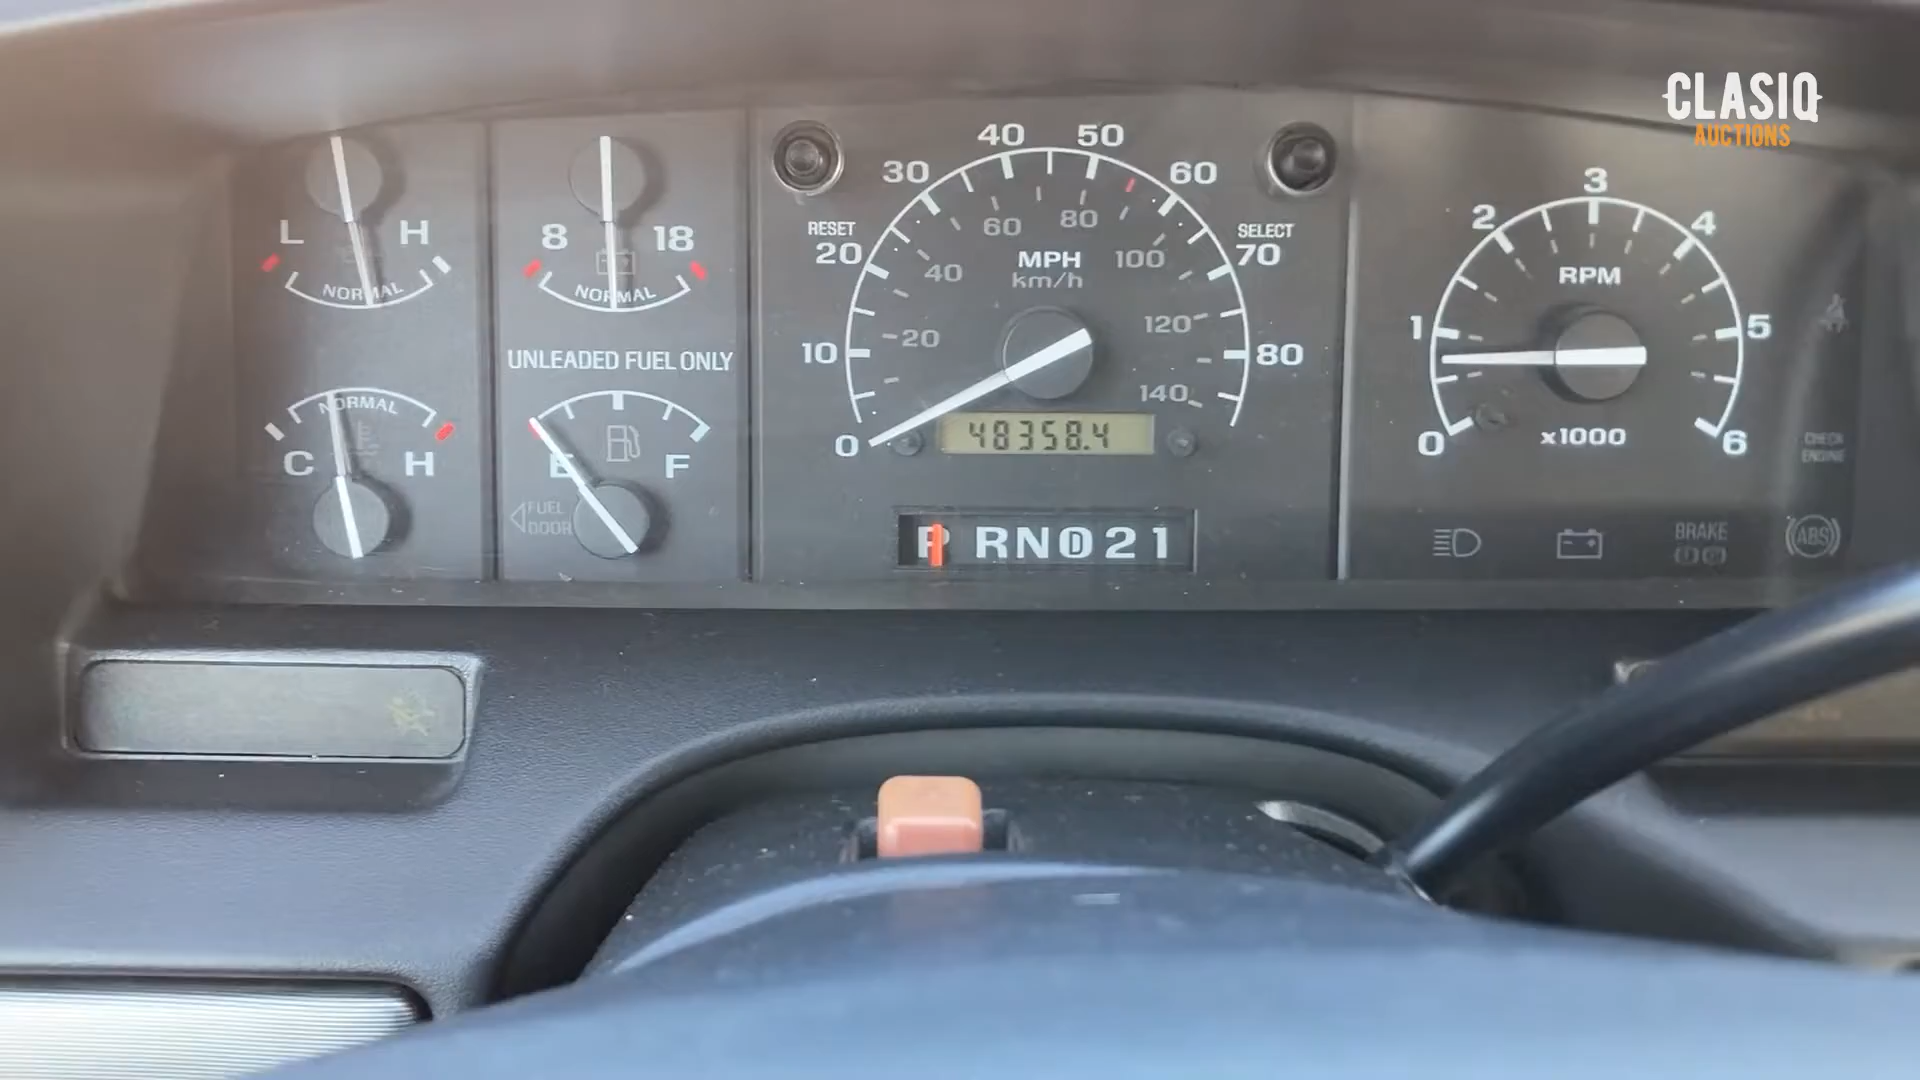 CLASIQ
AUCTIONS
L H
NORMAL
8 18
NORMAL
UNLEADED FUEL ONLY
NORMAL
C H
E F
FUEL
DOOR
RESET
SELECT
0 10 20 30 40 50 60 70 80
MPH
km/h
20 40 60 80 100 120 140
48358.4
P RND21
0 1 2 3 4 5 6
RPM
x1000
CHECK
ENGINE
BRAKE
ABS